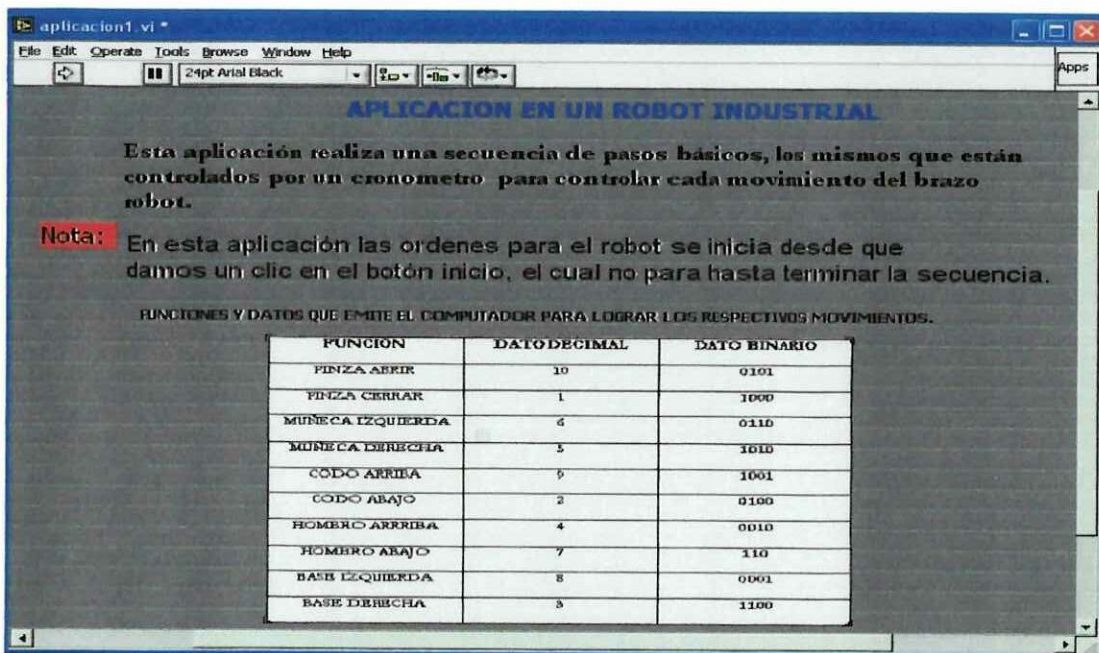 aplicacion1.vi *
File Edit Operate Tools Browse Window Help
24pt Arial Black
Apps
APLICACION EN UN ROBOT INDUSTRIAL
Esta aplicación realiza una secuencia de pasos básicos, los mismos que están
controlados por un cronometro para controlar cada movimiento del brazo
robot.
Nota:
En esta aplicación las ordenes para el robot se inicia desde que
damos un clic en el botón inicio, el cual no para hasta terminar la secuencia.
FUNCIONES Y DATOS QUE EMITE EL COMPUTADOR PARA LOGRAR LOS RESPECTIVOS MOVIMIENTOS.
FUNCION DATO DECIMAL DATO BINARIO
PINZA ABRIR 10 0101
PINZA CERRAR 1 1000
MUÑECA IZQUIERDA 6 0110
MUÑECA DERECHA 5 1010
CODO ARRIBA 9 1001
CODO ABAJO 2 0100
HOMBRO ARRRIBA 4 0010
HOMBRO ABAJO 7 110
BASE IZQUIERDA 8 0001
BASE DERECHA 3 1100